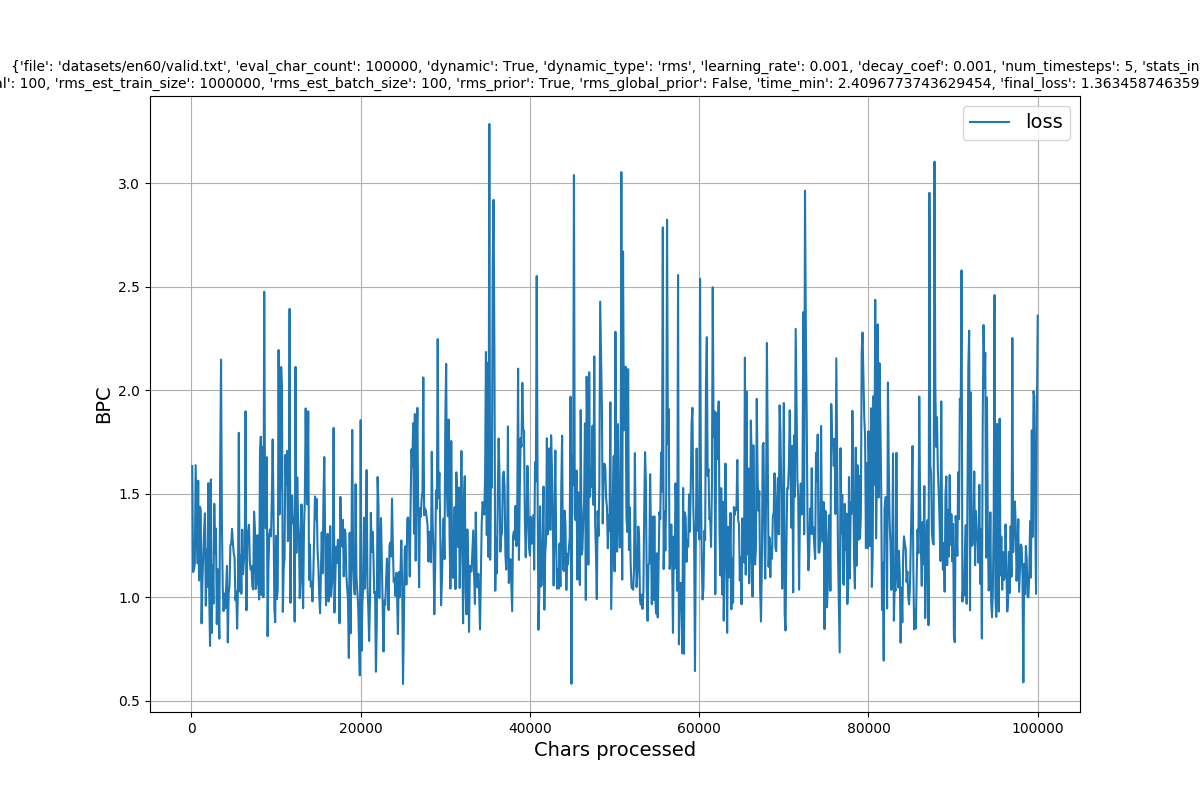 {'file': 'datasets/en60/valid.txt', 'eval_char_count': 100000, 'dynamic': True, 'dynamic_type': 'rms', 'learning_rate': 0.001, 'decay_coef': 0.001, 'num_timesteps': 5, 'stats_in
al': 100, 'rms_est_train_size': 1000000, 'rms_est_batch_size': 100, 'rms_prior': True, 'rms_global_prior': False, 'time_min': 2.4096773743629454, 'final_loss': 1.363458746359
loss
3.0
2.5
2.0
1.5
1.0
0.5
BPC
0 20000 40000 60000 80000 100000
Chars processed